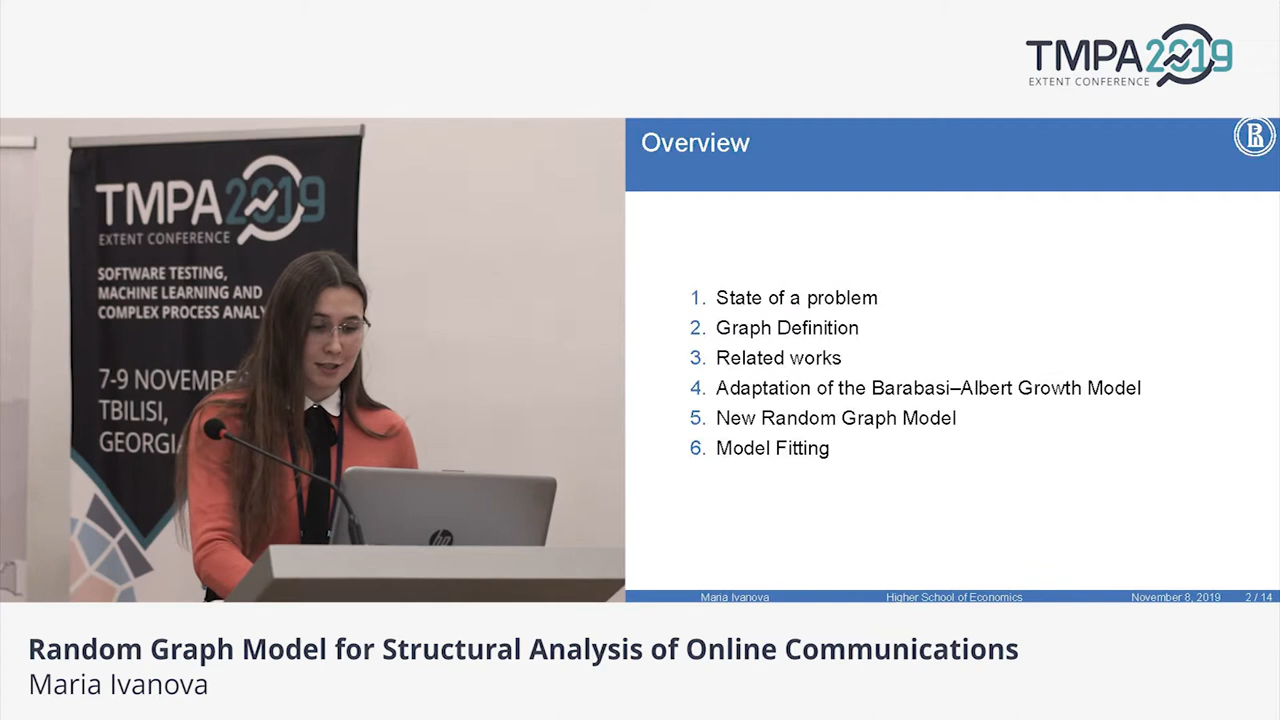 TMPA2019
EXTENT CONFERENCE
TMPA2019
EXTENT CONFERENCE
SOFTWARE TESTING,
MACHINE LEARNING AND
COMPLEX PROCESS ANALY
7-9 NOVEMBE
TBILISI,
GEORGIA
hp
Overview
1. State of a problem
2. Graph Definition
3. Related works
4. Adaptation of the Barabasi–Albert Growth Model
5. New Random Graph Model
6. Model Fitting
Maria Ivanova Higher School of Economics November 8, 2019 2 / 14
Random Graph Model for Structural Analysis of Online Communications
Maria Ivanova